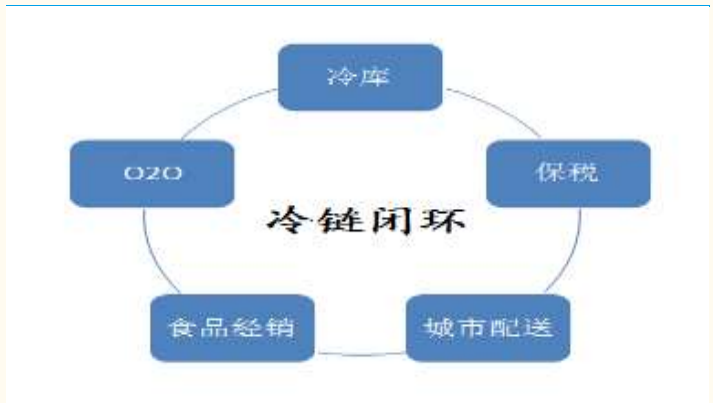 冷库
O2O
保税
冷链闭环
食品经销
城市配送